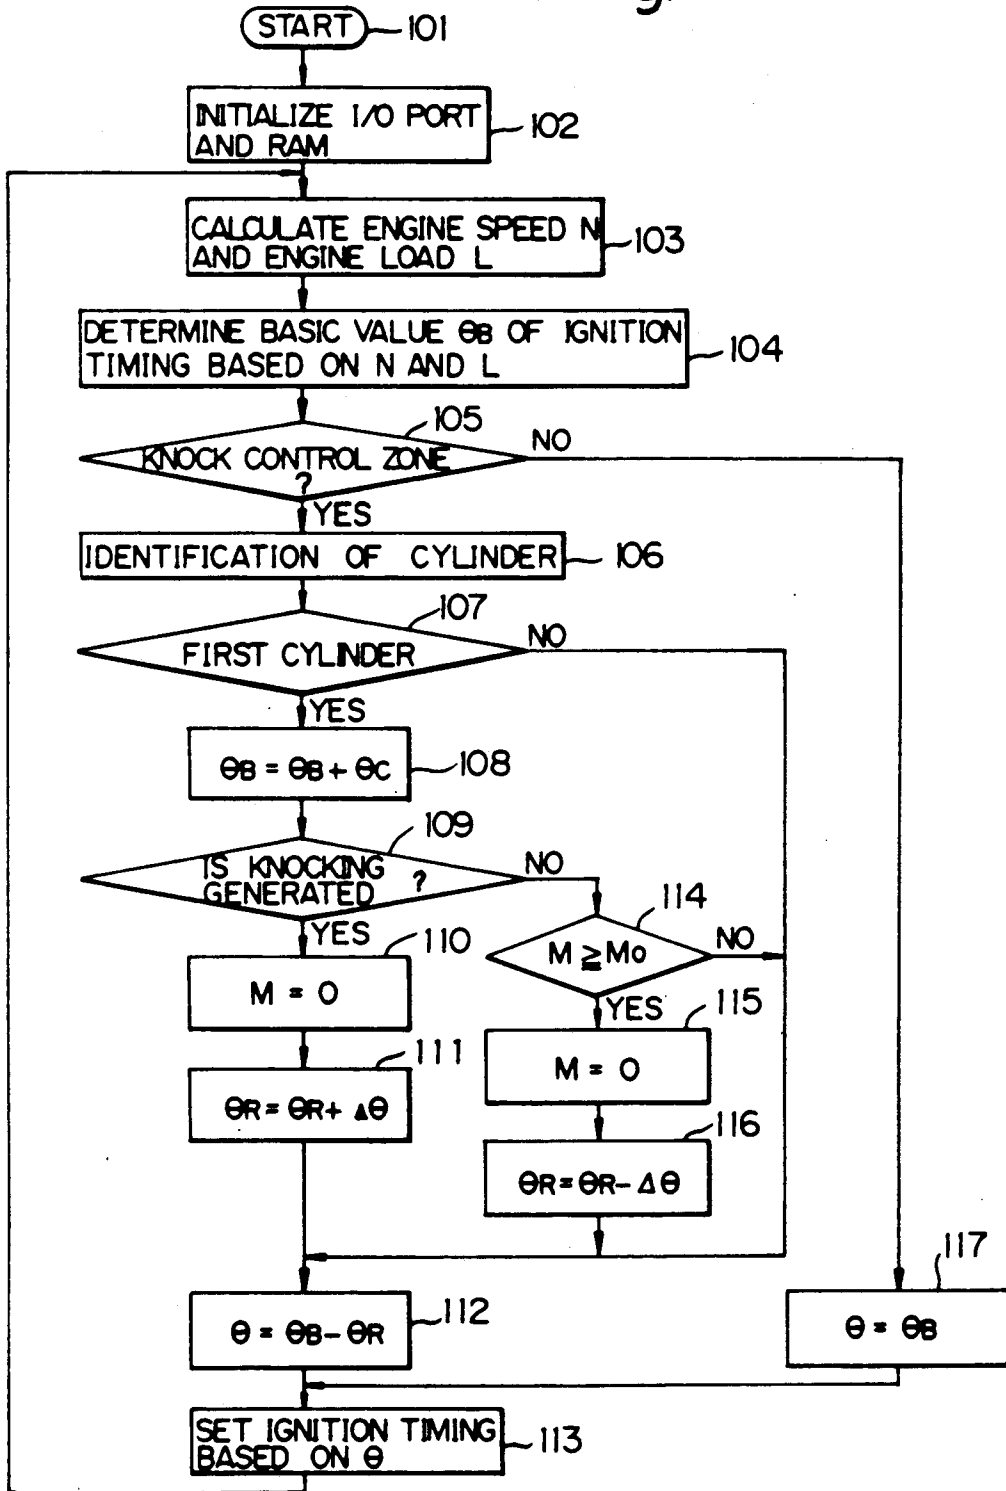 START
101
INITIALIZE I/O PORT
AND RAM
102
CALCULATE ENGINE SPEED N
AND ENGINE LOAD L
103
DETERMINE BASIC VALUE ΘB OF IGNITION
TIMING BASED ON N AND L
104
105
KNOCK CONTROL ZONE
?
NO
YES
IDENTIFICATION OF CYLINDER
106
107
FIRST CYLINDER
NO
YES
ΘB = ΘB + ΘC
108
109
IS KNOCKING
GENERATED ?
NO
YES
114
M ≧ Mo
NO
YES
110
M = 0
115
M = 0
111
ΘR = ΘR + ΔΘ
116
ΘR = ΘR - ΔΘ
112
Θ = ΘB - ΘR
117
Θ = ΘB
SET IGNITION TIMING
BASED ON Θ
113